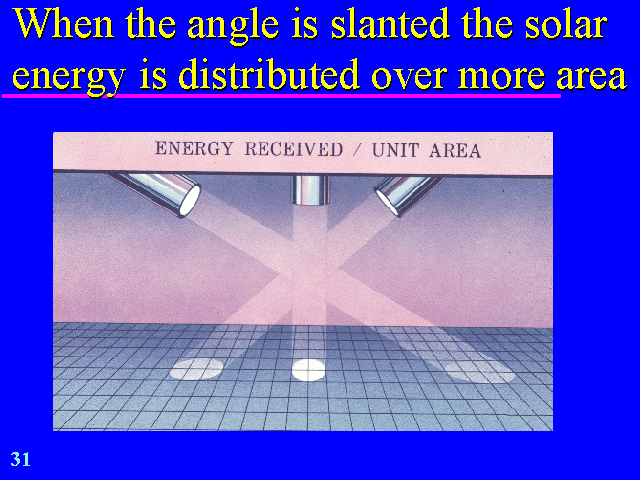 When the angle is slanted the solar
energy is distributed over more area
ENERGY RECEIVED / UNIT AREA
31